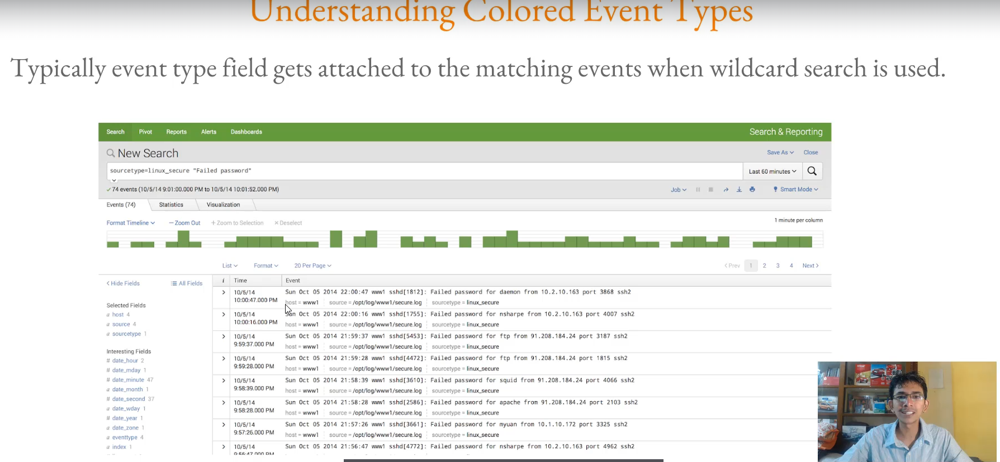 Understanding Colored Event Types
Typically event type field gets attached to the matching events when wildcard search is used.
Search Pivot Reports Alerts Dashboards Search & Reporting
New Search Save As Close
sourcetype=linux_secure "Failed password" Last 60 minutes
74 events (10/5/14 9:01:00.000 PM to 10/5/14 10:01:52.000 PM) Job Smart Mode
Events (74) Statistics Visualization
Format Timeline — Zoom Out + Zoom to Selection × Deselect 1 minute per column
List Format 20 Per Page < Prev 1 2 3 4 Next >
< Hide Fields All Fields
Selected Fields
a host 4
a source 4
a sourcetype 1
Interesting Fields
# date_hour 2
# date_mday 1
# date_minute 47
a date_month 1
# date_second 37
a date_wday 1
# date_year 1
a date_zone 1
a eventtype 4
a index 1
i Time Event
10/5/14 Sun Oct 05 2014 22:00:47 www1 sshd[1812]: Failed password for daemon from 10.2.10.163 port 3868 ssh2
10:00:47.000 PM host = www1 source = /opt/log/www1/secure.log sourcetype = linux_secure
10/5/14 Sun Oct 05 2014 22:00:16 www1 sshd[1755]: Failed password for nsharpe from 10.2.10.163 port 4007 ssh2
10:00:16.000 PM host = www1 source = /opt/log/www1/secure.log sourcetype = linux_secure
10/5/14 Sun Oct 05 2014 21:59:37 www1 sshd[5453]: Failed password for ftp from 91.208.184.24 port 3187 ssh2
9:59:37.000 PM host = www1 source = /opt/log/www1/secure.log sourcetype = linux_secure
10/5/14 Sun Oct 05 2014 21:59:28 www1 sshd[4472]: Failed password for ftp from 91.208.184.24 port 1815 ssh2
9:59:28.000 PM host = www1 source = /opt/log/www1/secure.log sourcetype = linux_secure
10/5/14 Sun Oct 05 2014 21:58:39 www1 sshd[3610]: Failed password for squid from 91.208.184.24 port 4066 ssh2
9:58:39.000 PM host = www1 source = /opt/log/www1/secure.log sourcetype = linux_secure
10/5/14 Sun Oct 05 2014 21:58:28 www1 sshd[2586]: Failed password for apache from 91.208.184.24 port 2103 ssh2
9:58:28.000 PM host = www1 source = /opt/log/www1/secure.log sourcetype = linux_secure
10/5/14 Sun Oct 05 2014 21:57:26 www1 sshd[3661]: Failed password for myuan from 10.1.10.172 port 3325 ssh2
9:57:26.000 PM host = www1 source = /opt/log/www1/secure.log sourcetype = linux_secure
10/5/14 Sun Oct 05 2014 21:56:47 www1 sshd[4772]: Failed password for nsharpe from 10.2.10.163 port 4962 ssh2
9:56:47.000 PM